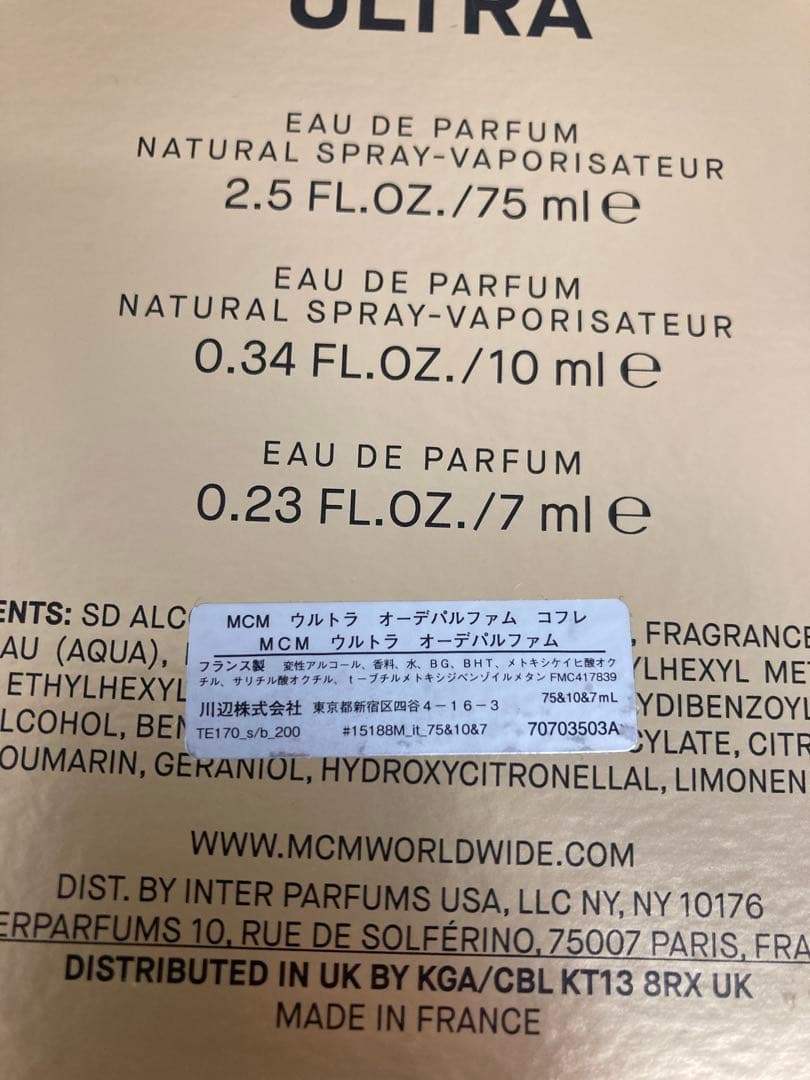 ULTRA
EAU DE PARFUM
NATURAL SPRAY-VAPORISATEUR
2.5 FL.OZ./75 ml ℮
EAU DE PARFUM
NATURAL SPRAY-VAPORISATEUR
0.34 FL.OZ./10 ml ℮
EAU DE PARFUM
0.23 FL.OZ./7 ml ℮
ENTS: SD ALC
, FRAGRANCE
AU (AQUA),
YLHEXYL ME
ETHYLHEXYL
YDIBENZOYL
LCOHOL, BEN
CYLATE, CITR
OUMARIN, GERANIOL, HYDROXYCITRONELLAL, LIMONEN
MCM ウルトラ オーデパルファム コフレ
MCM ウルトラ オーデパルファム
フランス製 変性アルコール、香料、水、BG、BHT、メトキシケイヒ酸オク
チル、サリチル酸オクチル、t－ブチルメトキシジベンゾイルメタン FMC417839
75&10&7mL
川辺株式会社 東京都新宿区四谷４－１６－３
TE170_s/b_200 #15188M_it_75&10&7 70703503A
WWW.MCMWORLDWIDE.COM
DIST. BY INTER PARFUMS USA, LLC NY, NY 10176
ERPARFUMS 10, RUE DE SOLFÉRINO, 75007 PARIS, FRA
DISTRIBUTED IN UK BY KGA/CBL KT13 8RX UK
MADE IN FRANCE